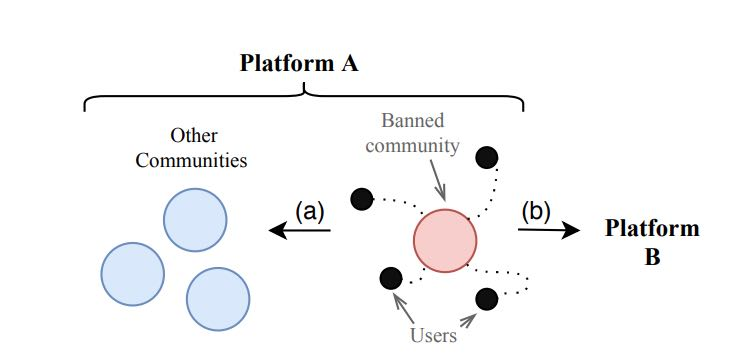 Platform A
Other
Communities
Banned
community
(a)
(b)
Platform
B
Users